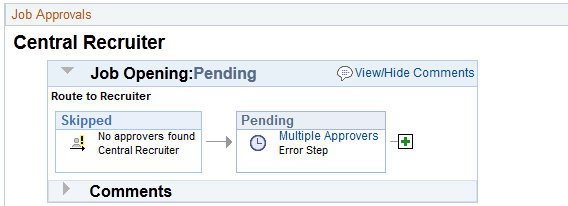 Job Approvals
Central Recruiter
Job Opening:Pending View/Hide Comments
Route to Recruiter
Skipped
No approvers found
Central Recruiter
Pending
Multiple Approvers
Error Step
Comments